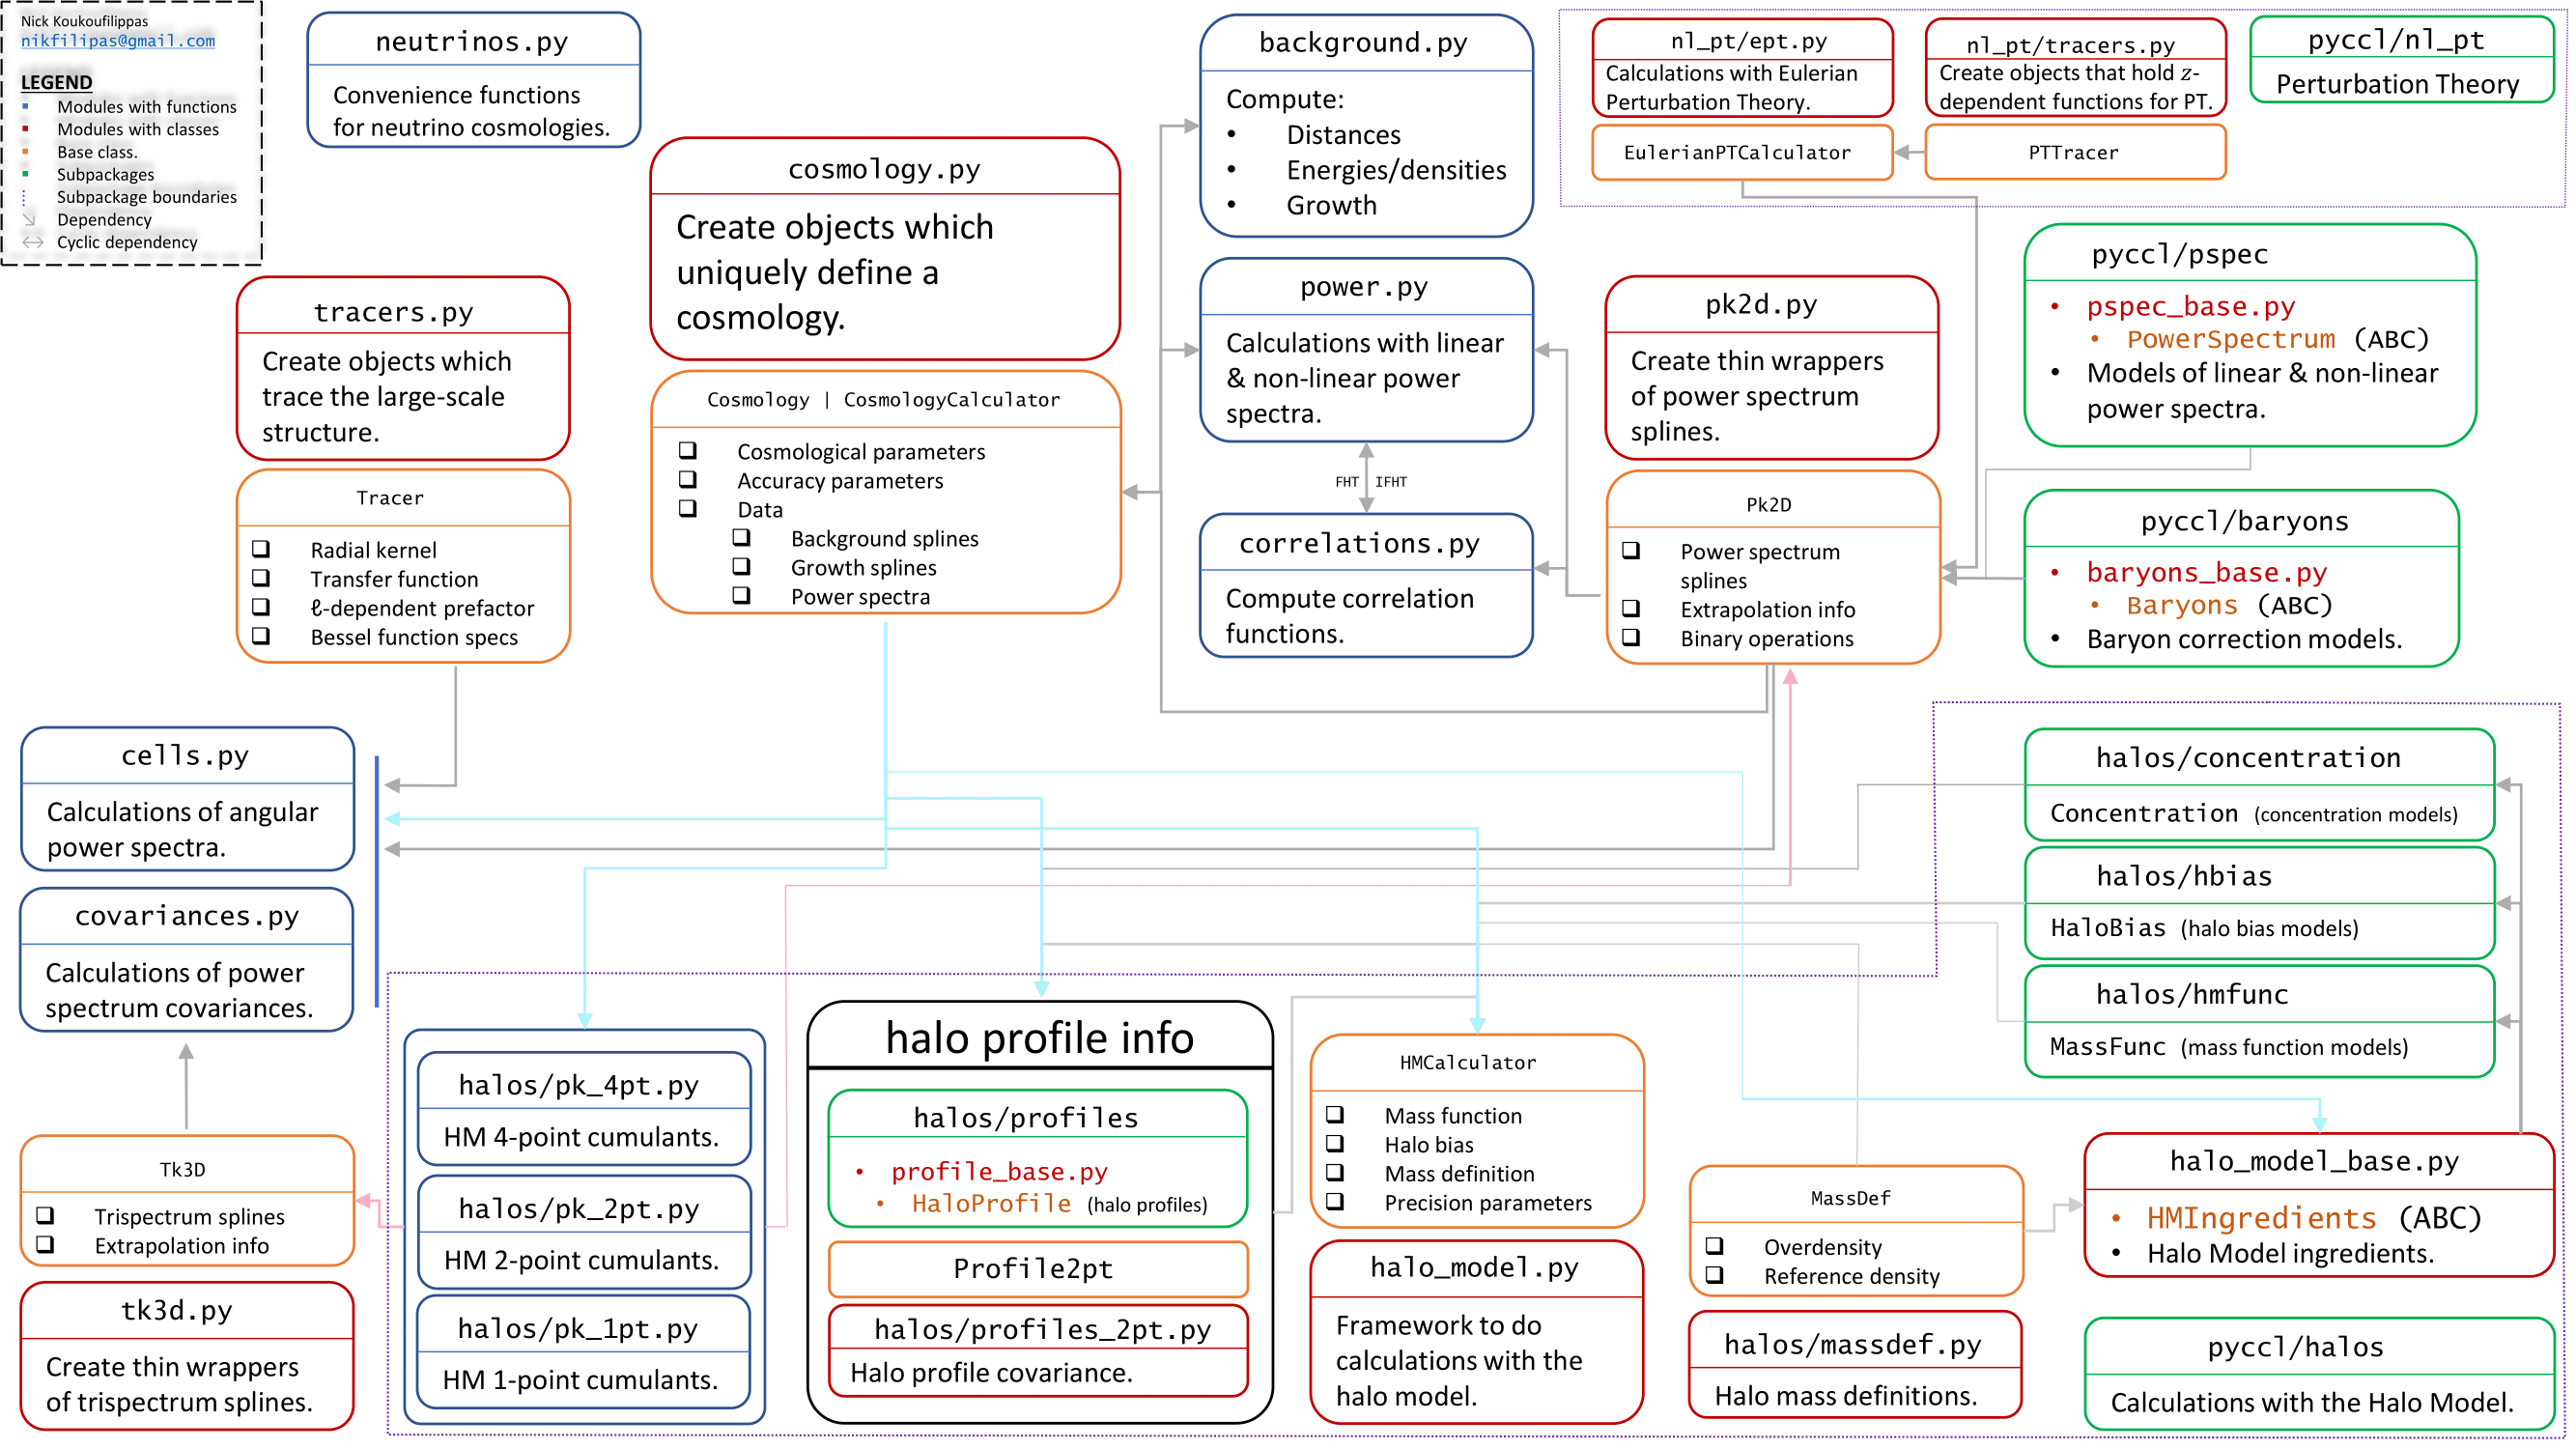 Nick Koukoufilippas
nikfilipas@gmail.com
LEGEND
Modules with functions
Modules with classes
Base class.
Subpackages
Subpackage boundaries
Dependency
Cyclic dependency
neutrinos.py
Convenience functions
for neutrino cosmologies.
cosmology.py
Create objects which
uniquely define a
cosmology.
Cosmology | CosmologyCalculator
Cosmological parameters
Accuracy parameters
Data
Background splines
Growth splines
Power spectra
background.py
Compute:
• Distances
• Energies/densities
• Growth
power.py
Calculations with linear
& non-linear power
spectra.
FHT IFHT
correlations.py
Compute correlation
functions.
nl_pt/ept.py
Calculations with Eulerian
Perturbation Theory.
EulerianPTCalculator
nl_pt/tracers.py
Create objects that hold z-
dependent functions for PT.
PTTracer
pyccl/nl_pt
Perturbation Theory
pk2d.py
Create thin wrappers
of power spectrum
splines.
Pk2D
Power spectrum
splines
Extrapolation info
Binary operations
pyccl/pspec
• pspec_base.py
• PowerSpectrum (ABC)
• Models of linear & non-linear
power spectra.
pyccl/baryons
• baryons_base.py
• Baryons (ABC)
• Baryon correction models.
tracers.py
Create objects which
trace the large-scale
structure.
Tracer
Radial kernel
Transfer function
ℓ-dependent prefactor
Bessel function specs
cells.py
Calculations of angular
power spectra.
covariances.py
Calculations of power
spectrum covariances.
Tk3D
Trispectrum splines
Extrapolation info
tk3d.py
Create thin wrappers
of trispectrum splines.
halos/pk_4pt.py
HM 4-point cumulants.
halos/pk_2pt.py
HM 2-point cumulants.
halos/pk_1pt.py
HM 1-point cumulants.
halo profile info
halos/profiles
• profile_base.py
• HaloProfile (halo profiles)
Profile2pt
halos/profiles_2pt.py
Halo profile covariance.
HMCalculator
Mass function
Halo bias
Mass definition
Precision parameters
halo_model.py
Framework to do
calculations with the
halo model.
MassDef
Overdensity
Reference density
halos/massdef.py
Halo mass definitions.
halos/concentration
Concentration (concentration models)
halos/hbias
HaloBias (halo bias models)
halos/hmfunc
MassFunc (mass function models)
halo_model_base.py
• HMIngredients (ABC)
• Halo Model ingredients.
pyccl/halos
Calculations with the Halo Model.